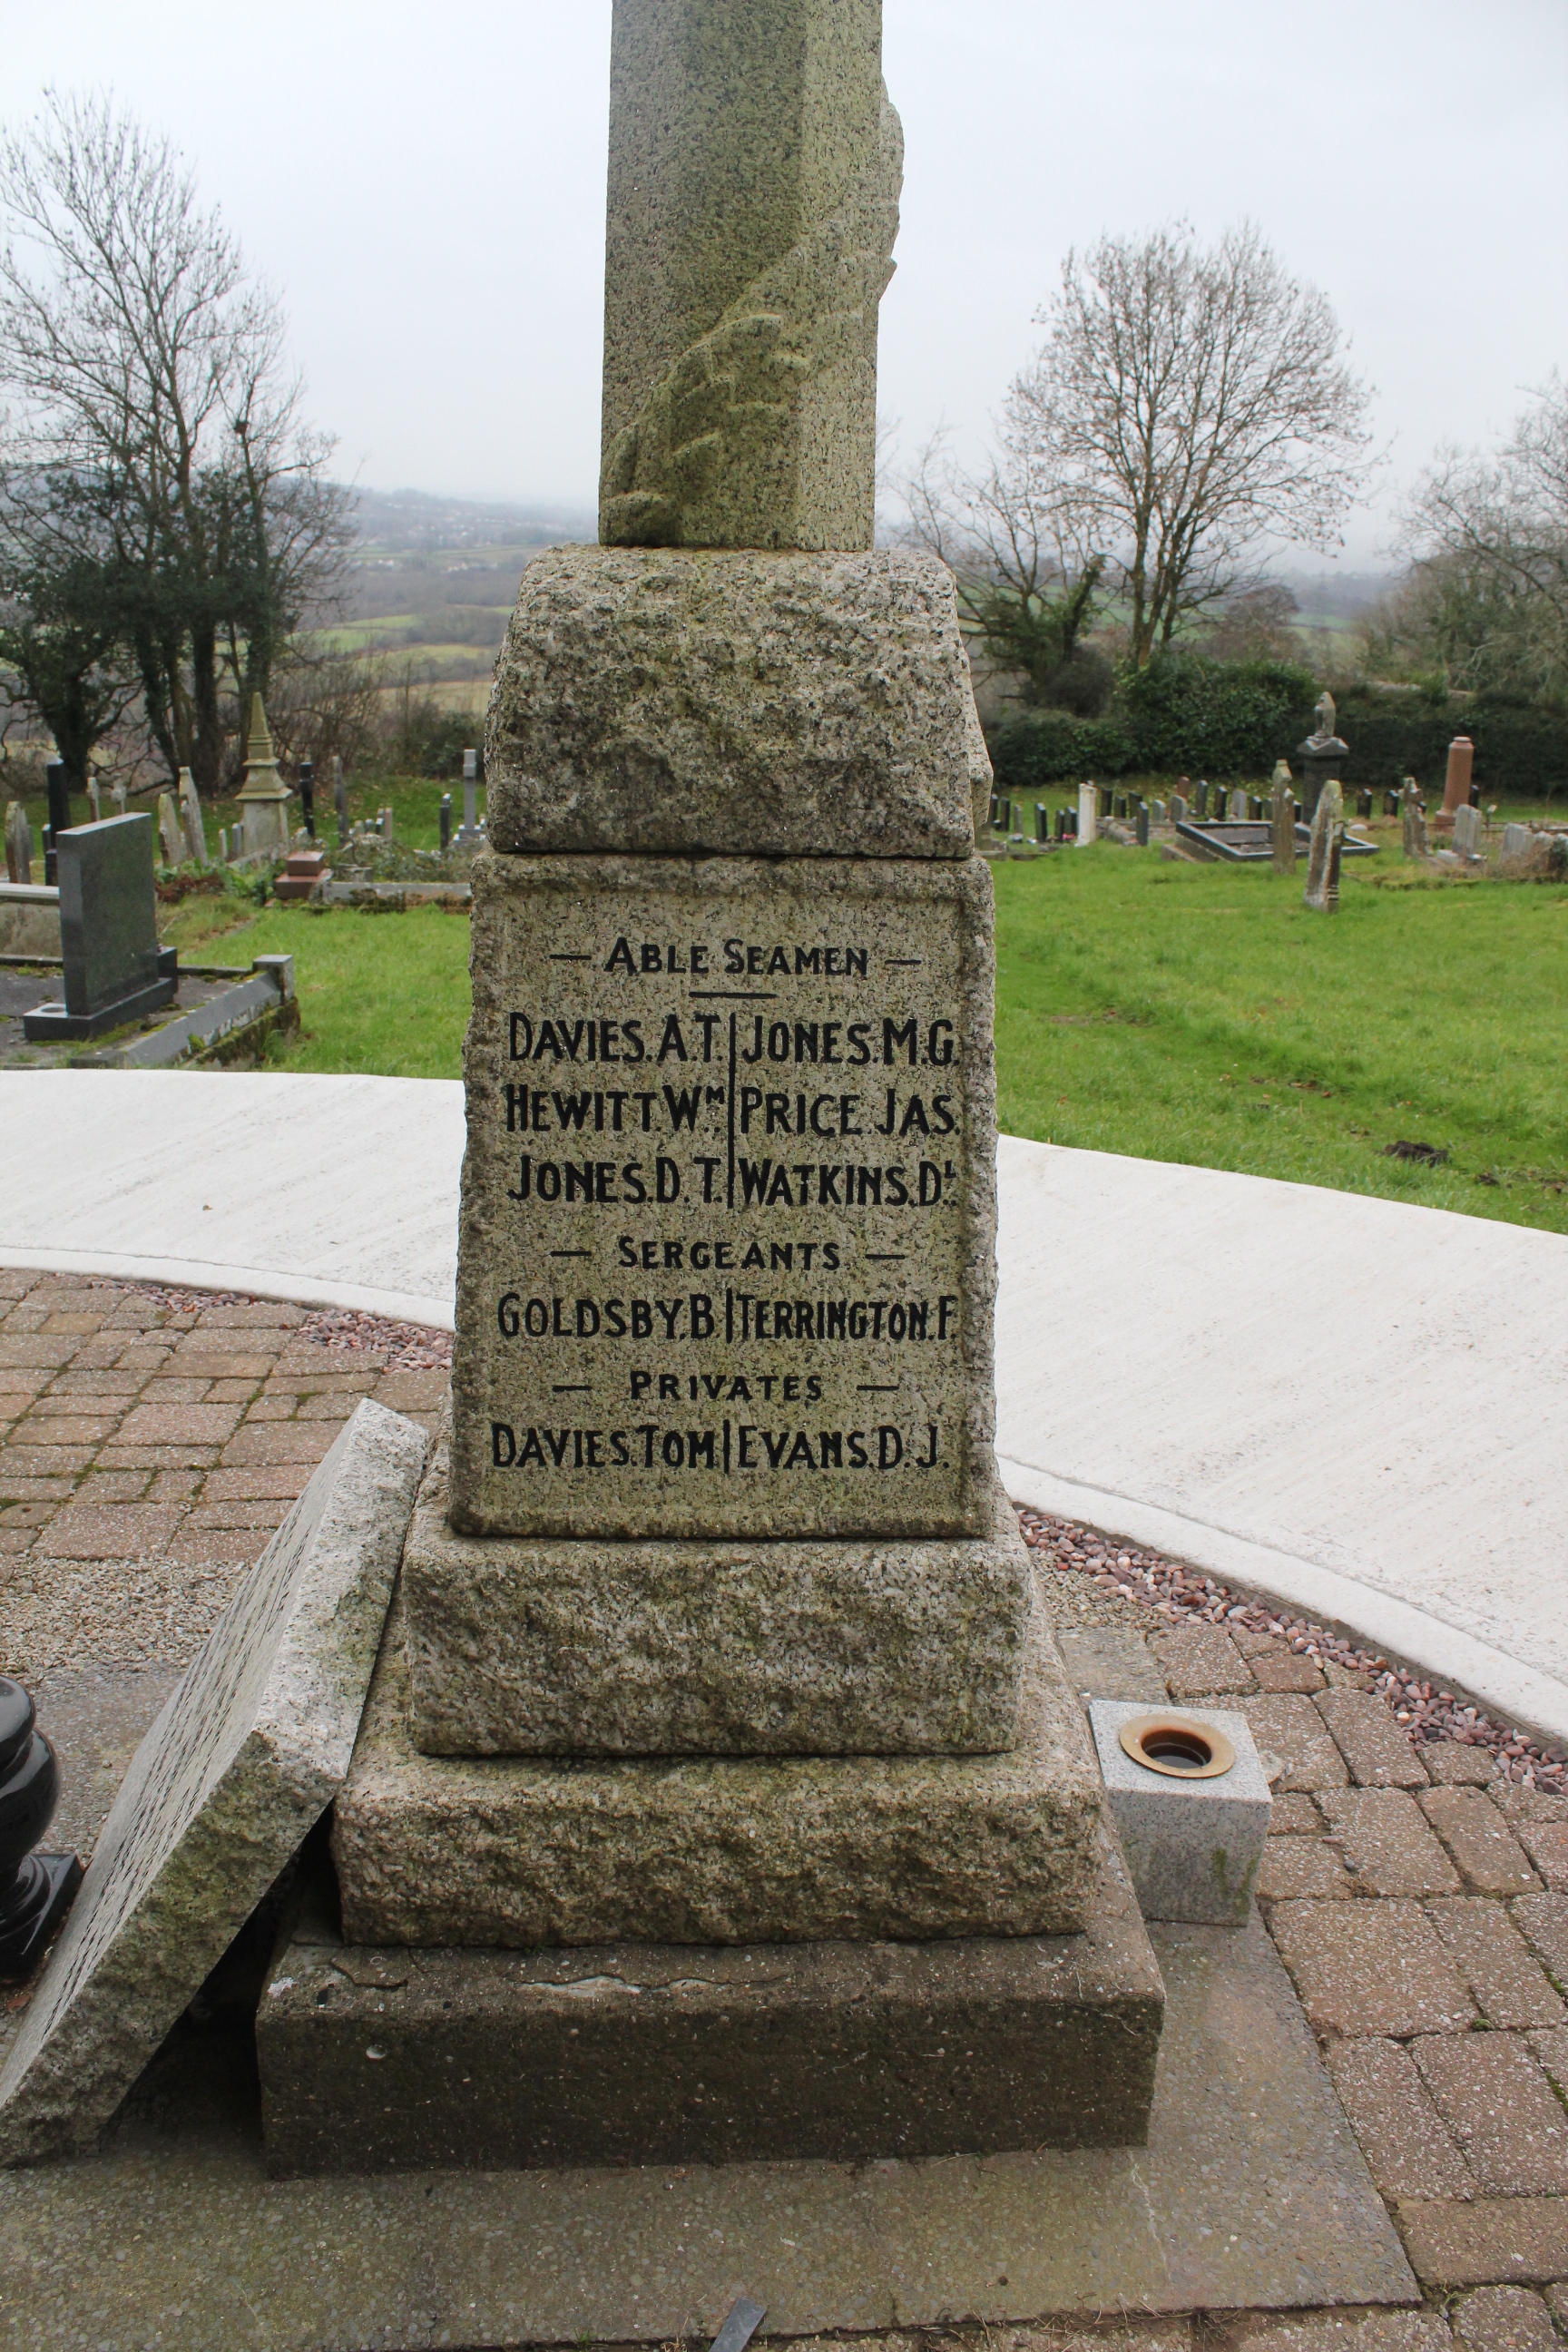 — ABLE SEAMEN —
DAVIES.A.T. | JONES.M.G.
HEWITT.Wᴹ. | PRICE.JAS.
JONES.D.T. | WATKINS.Dᴸ.
— SERGEANTS —
GOLDSBY.B | TERRINGTON.F.
— PRIVATES —
DAVIES.TOM | EVANS.D.J.